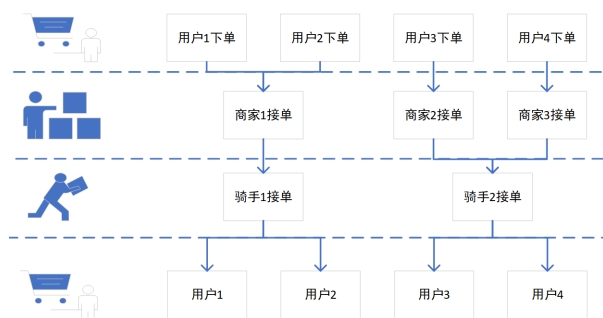 用户1下单
用户2下单
用户3下单
用户4下单
商家1接单
商家2接单
商家3接单
骑手1接单
骑手2接单
用户1
用户2
用户3
用户4